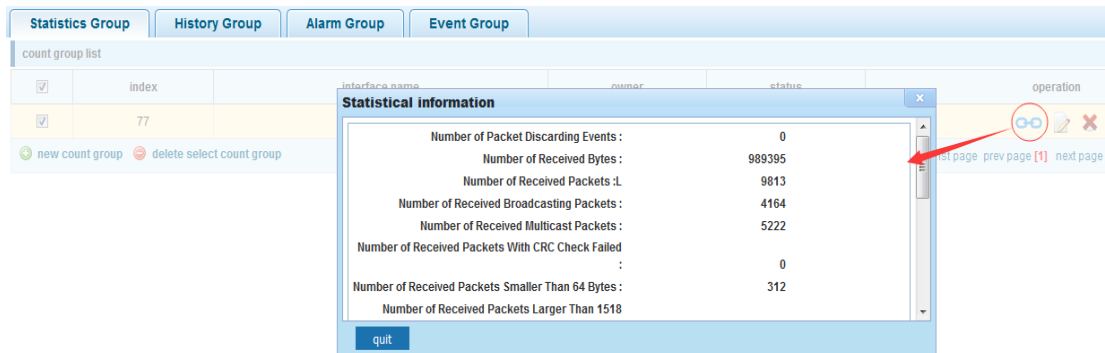 Statistics Group History Group Alarm Group Event Group
count group list
index interface name owner status operation
Statistical information
77
Number of Packet Discarding Events : 0
new count group delete select count group
Number of Received Bytes : 989395
st page prev page [1] next page
Number of Received Packets :L 9813
Number of Received Broadcasting Packets : 4164
Number of Received Multicast Packets : 5222
Number of Received Packets With CRC Check Failed
: 0
Number of Received Packets Smaller Than 64 Bytes : 312
Number of Received Packets Larger Than 1518
quit